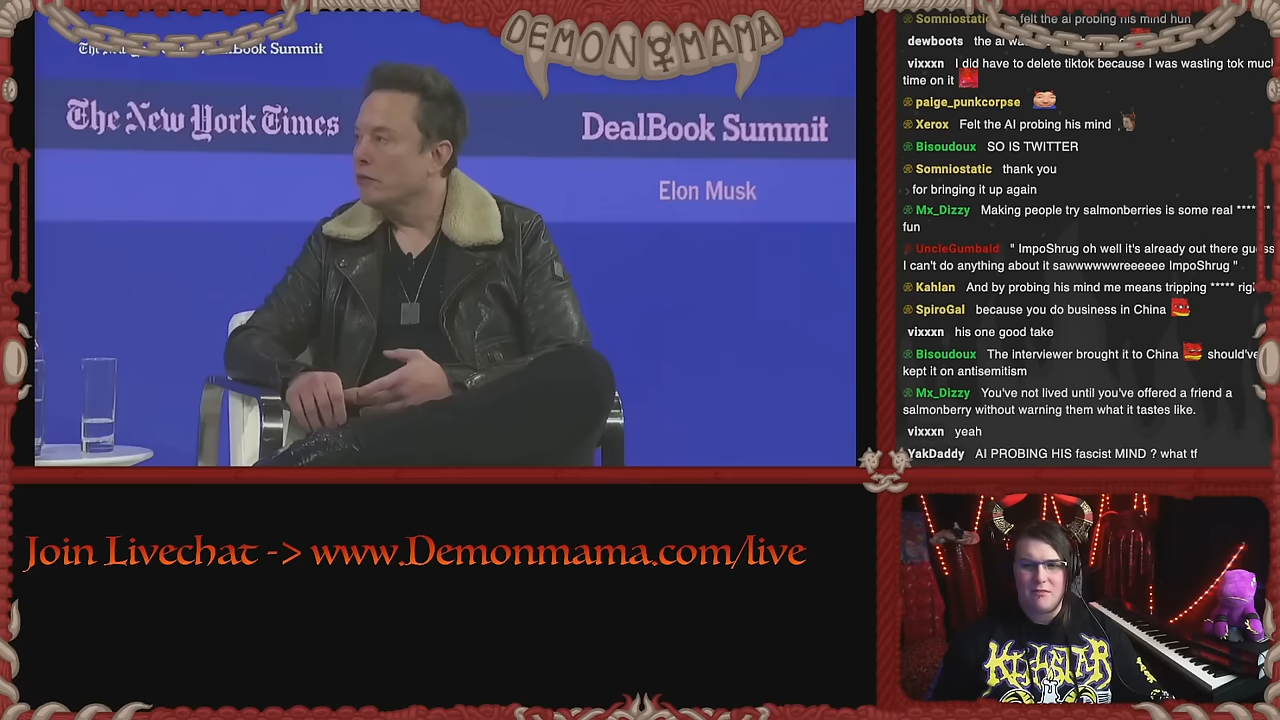 DEMON MAMA
DealBook Summit
The New York Times
DealBook Summit
Elon Musk
Somniostatic felt the ai probing his mind huh
dewboots the ai
vixxxn I did have to delete tiktok because I was wasting tok much
time on it
paige_punkcorpse
Xerox Felt the AI probing his mind ,
Bisoudoux SO IS TWITTER
Somniostatic thank you
for bringing it up again
Mx_Dizzy Making people try salmonberries is some real **** **
fun
UncleGumbald " ImpoShrug oh well it's already out there guess
I can't do anything about it sawwwwwwreeeeee ImpoShrug "
Kahlan And by probing his mind me means tripping *****
SpiroGal because you do business in China
vixxxn his one good take
Bisoudoux The interviewer brought it to China should've
kept it on antisemitism
Mx_Dizzy You've not lived until you've offered a friend a
salmonberry without warning them what it tastes like.
vixxxn yeah
YakDaddy AI PROBING HIS fascist MIND ? what tf
Join Livechat -> www.Demonmama.com/live